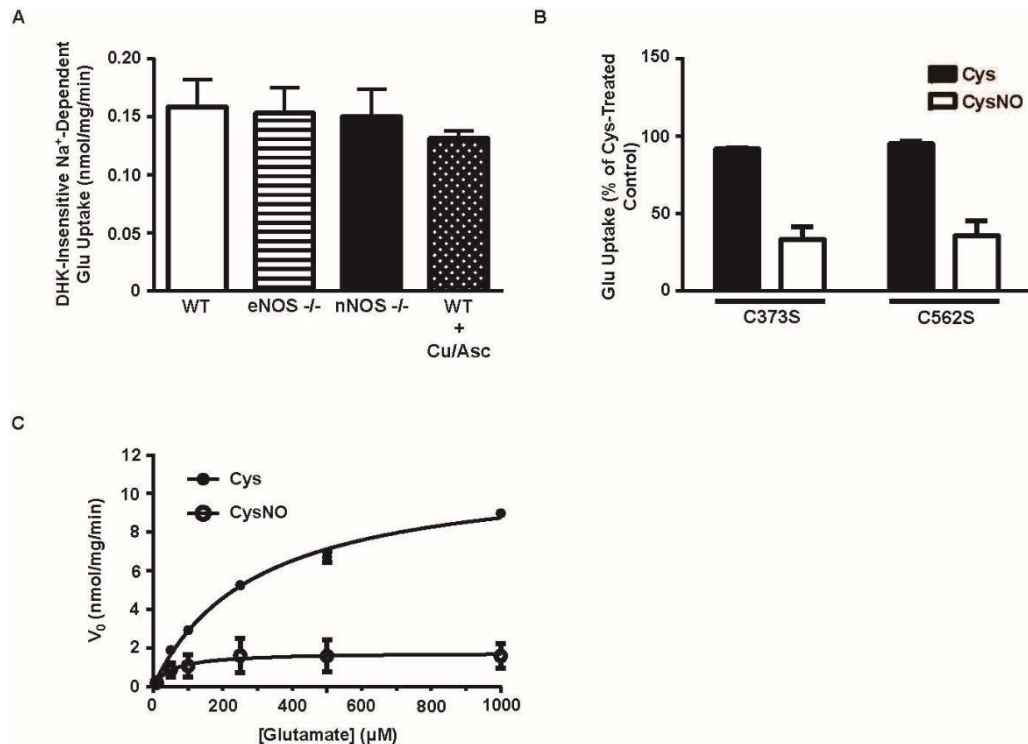 A
DHK-Insensitive Na⁺-Dependent
Glu Uptake (nmol/mg/min)
0.20
0.15
0.10
0.05
0
WT
eNOS -/-
nNOS -/-
WT
+
Cu/Asc
B
Glu Uptake (% of Cys-Treated
Control)
150
100
50
0
Cys
CysNO
C373S
C562S
C
V₀ (nmol/mg/min)
12
10
8
6
4
2
0
Cys
CysNO
0
200
400
600
800
1000
[Glutamate] (µM)